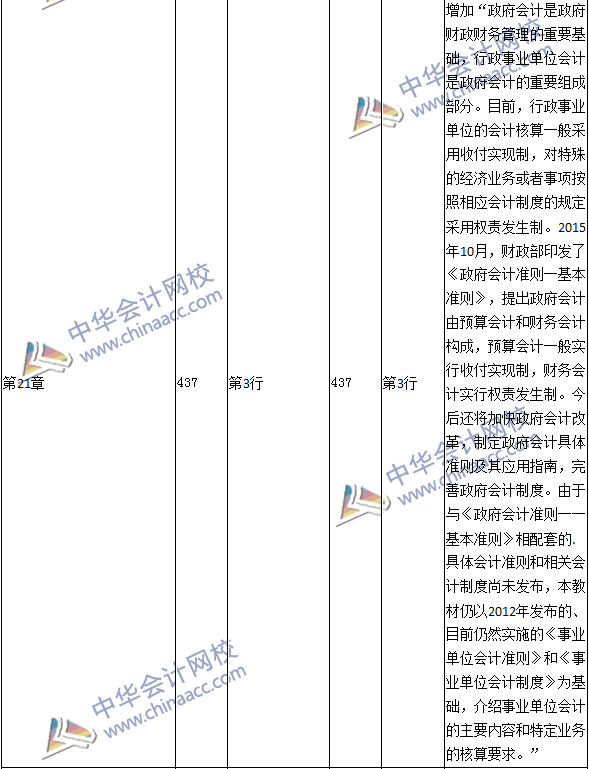 增加“政府会计是政府
财政财务管理的重要基
础，行政事业单位会计
是政府会计的重要组成
部分。目前，行政事业
单位的会计核算一般采
用收付实现制，对特殊
的经济业务或者事项按
照相应会计制度的规定
采用权责发生制。2015
年10月，财政部印发了
《政府会计准则—基本
准则》，提出政府会计
由预算会计和财务会计
构成，预算会计一般实
行收付实现制，财务会
计实行权责发生制。今
后还将加快政府会计改
革，制定政府会计具体
准则及其应用指南，完
善政府会计制度。由于
与《政府会计准则——
基本准则》相配套的.
具体会计准则和相关会
计制度尚未发布，本教
材仍以2012年发布的、
目前仍然实施的《事业
单位会计准则》和《事
业单位会计制度》为基
础，介绍事业单位会计
的主要内容和特定业务
的核算要求。”
第21章 437 第3行 437 第3行
中华会计网校
www.chinaacc.com
中华会计网校
www.chinaacc.com
中华会计网校
www.chinaacc.com
中华会计网校
www.chinaacc.com